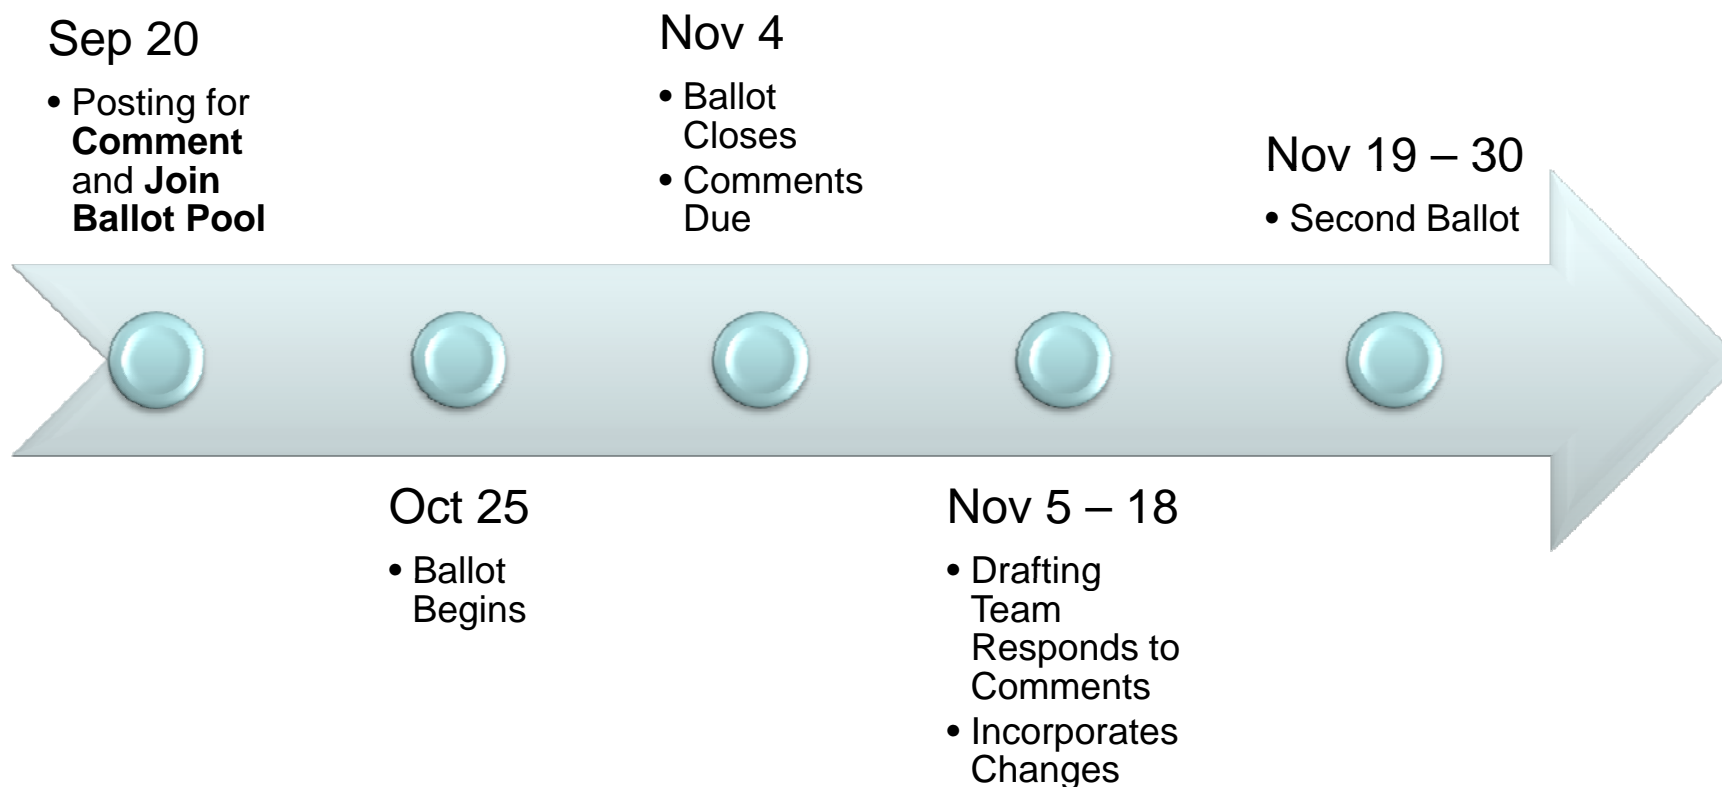 Sep 20
• Posting for
Comment
and Join
Ballot Pool
Oct 25
• Ballot
Begins
Nov 4
• Ballot
Closes
• Comments
Due
Nov 5 – 18
• Drafting
Team
Responds to
Comments
• Incorporates
Changes
Nov 19 – 30
• Second Ballot